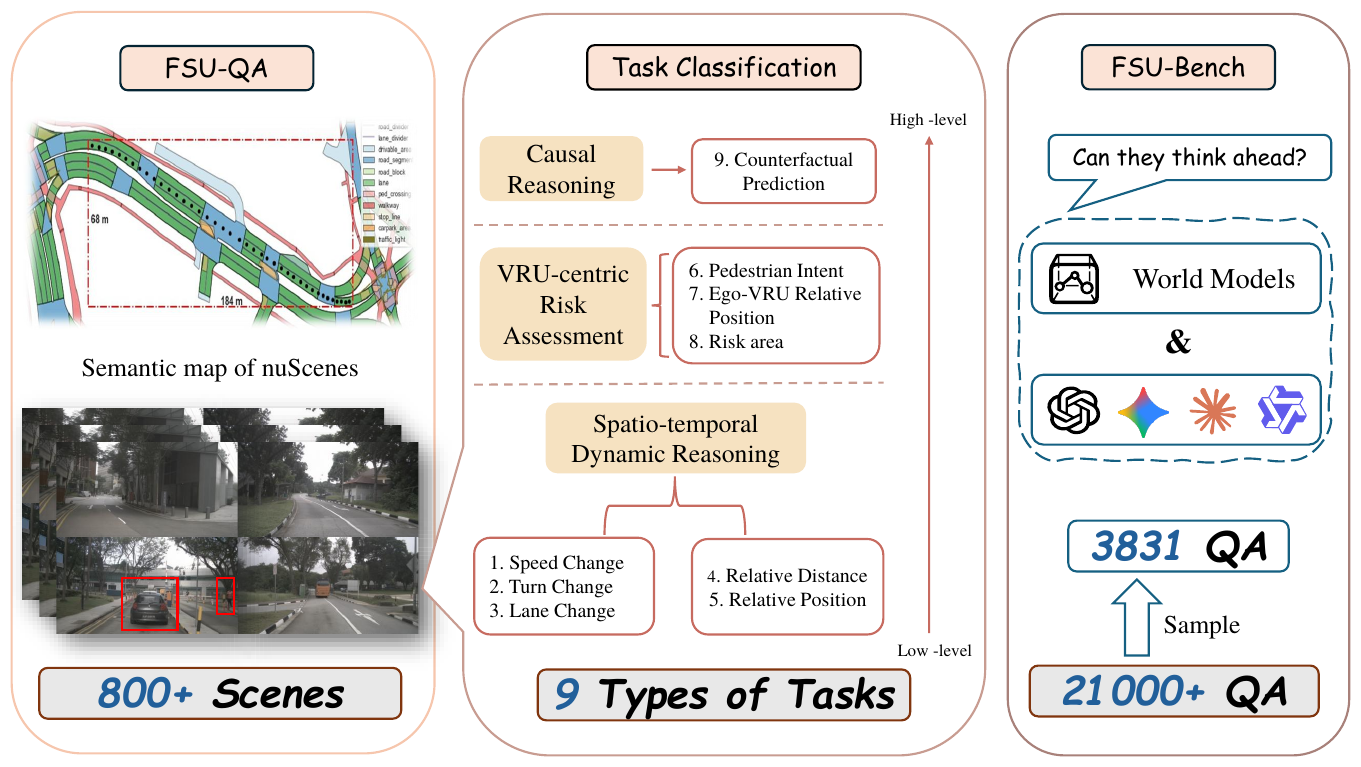 FSU-QA
road_divider
lane_divider
drivable_area
road_segment
road_block
lane
ped_crossing
walkway
stop_line
carpark_area
traffic_light
68 m
184 m
Semantic map of nuScenes
800+ Scenes
Task Classification
High -level
Causal
Reasoning
9. Counterfactual
Prediction
VRU-centric
Risk
Assessment
6. Pedestrian Intent
7. Ego-VRU Relative
Position
8. Risk area
Spatio-temporal
Dynamic Reasoning
1. Speed Change
2. Turn Change
3. Lane Change
4. Relative Distance
5. Relative Position
Low -level
9 Types of Tasks
FSU-Bench
Can they think ahead?
World Models
&
3831 QA
Sample
21000+ QA